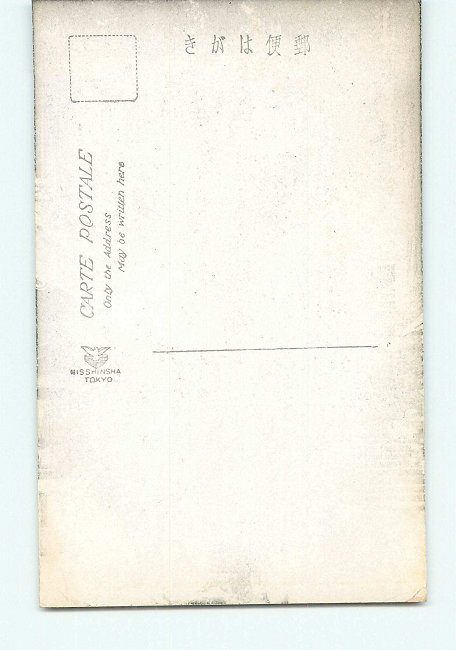 郵便はがき
CARTE POSTALE
Only the Address
May be written here
NISSHINSHA
TOKYO